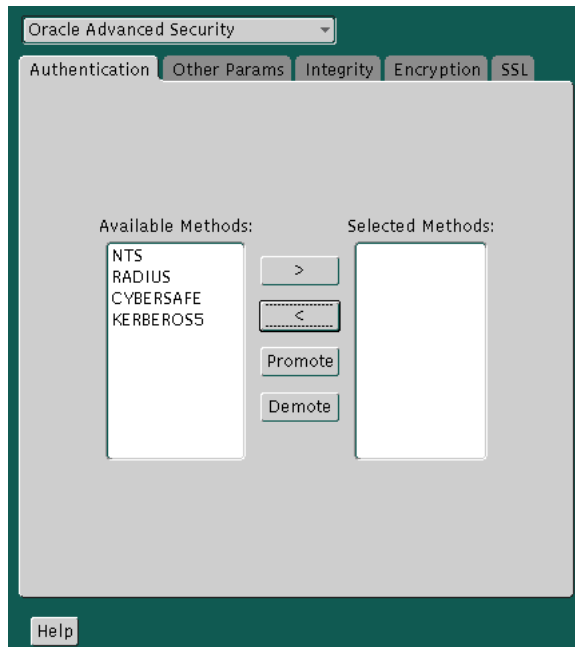 Oracle Advanced Security
Authentication Other Params Integrity Encryption SSL
Available Methods: Selected Methods:
NTS
RADIUS
CYBERSAFE
KERBEROS5
>
<
Promote
Demote
Help